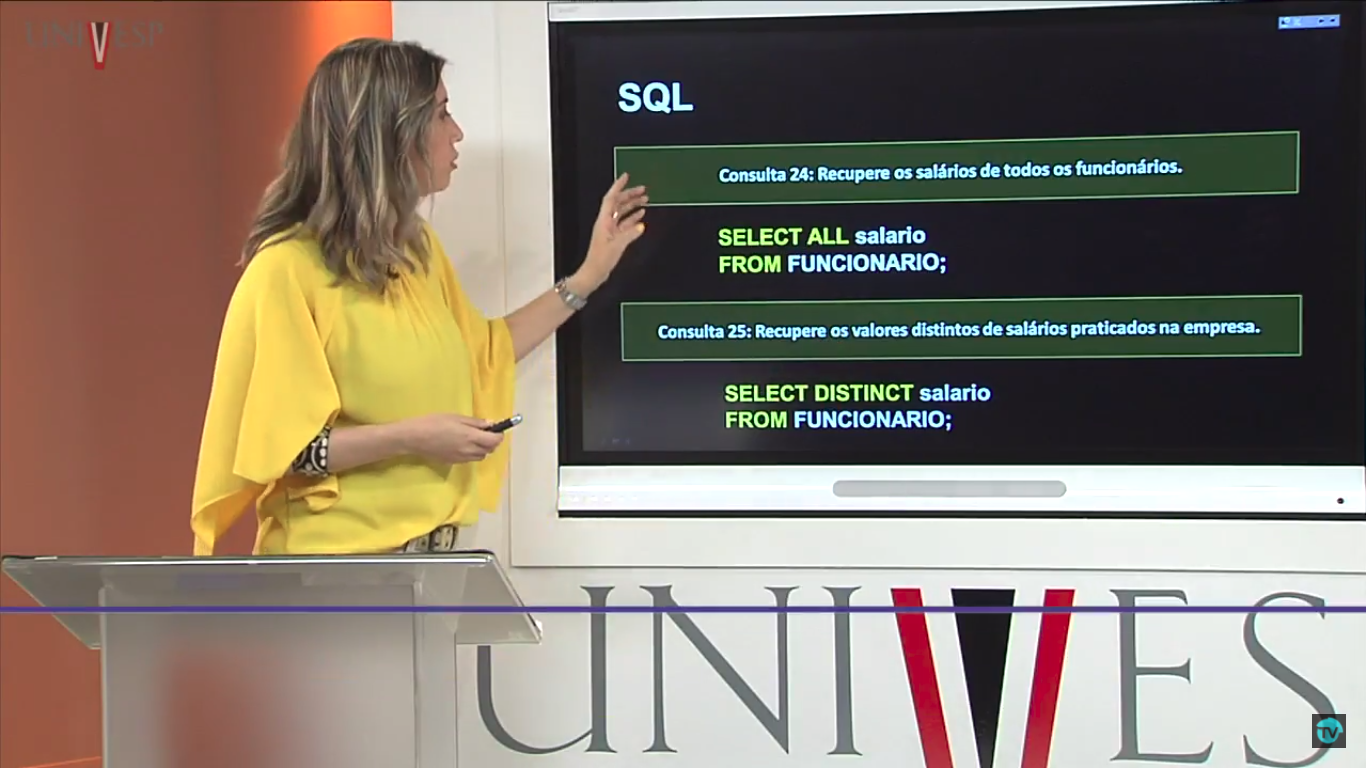 UNIVESP
SQL
Consulta 24: Recupere os salários de todos os funcionários.
SELECT ALL salario
FROM FUNCIONARIO;
Consulta 25: Recupere os valores distintos de salários praticados na empresa.
SELECT DISTINCT salario
FROM FUNCIONARIO;
UNIVES
TV